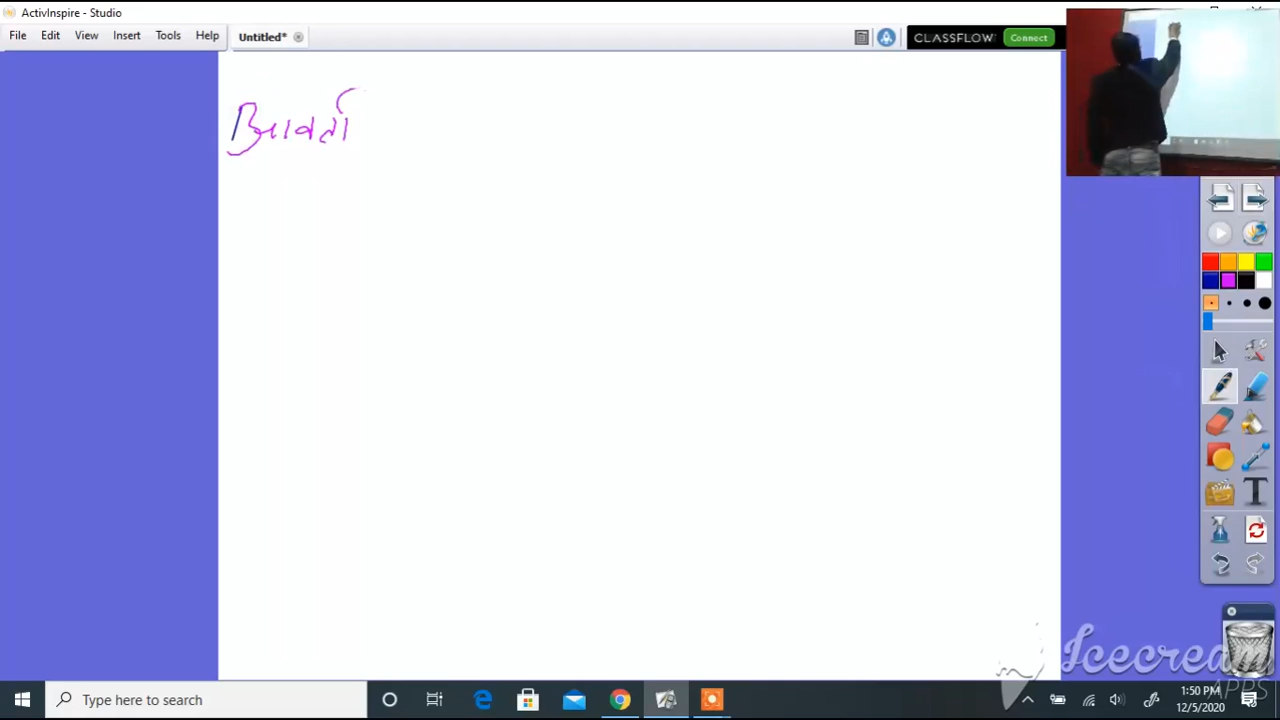 ActivInspire - Studio
File Edit View Insert Tools Help Untitled* CLASSFLOW Connect
Icecream
APPS
Type here to search
1:50 PM
12/5/2020